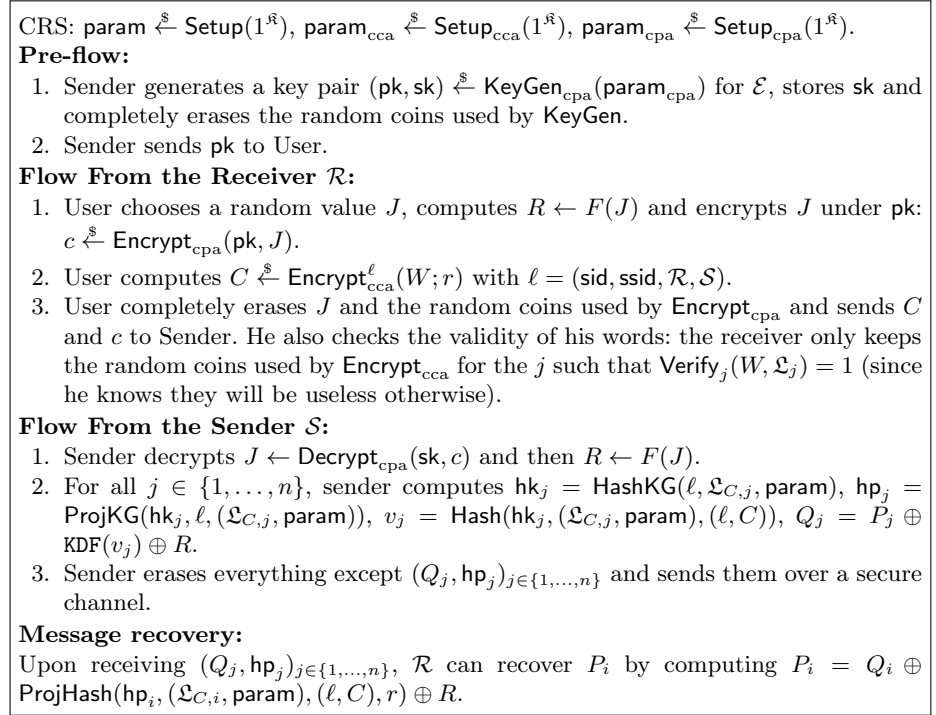 CRS: param $← Setup(1^𝔎), param_cca $← Setup_cca(1^𝔎), param_cpa $← Setup_cpa(1^𝔎).
Pre-flow:
1. Sender generates a key pair (pk, sk) $← KeyGen_cpa(param_cpa) for ℰ, stores sk and
completely erases the random coins used by KeyGen.
2. Sender sends pk to User.
Flow From the Receiver ℛ:
1. User chooses a random value J, computes R ← F(J) and encrypts J under pk:
c $← Encrypt_cpa(pk, J).
2. User computes C $← Encrypt^ℓ_cca(W; r) with ℓ = (sid, ssid, ℛ, 𝒮).
3. User completely erases J and the random coins used by Encrypt_cpa and sends C
and c to Sender. He also checks the validity of his words: the receiver only keeps
the random coins used by Encrypt_cca for the j such that Verify_j(W, 𝔏_j) = 1 (since
he knows they will be useless otherwise).
Flow From the Sender 𝒮:
1. Sender decrypts J ← Decrypt_cpa(sk, c) and then R ← F(J).
2. For all j ∈ {1, . . . , n}, sender computes hk_j = HashKG(ℓ, 𝔏_C,j, param), hp_j =
ProjKG(hk_j, ℓ, (𝔏_C,j, param)), v_j = Hash(hk_j, (𝔏_C,j, param), (ℓ, C)), Q_j = P_j ⊕
KDF(v_j) ⊕ R.
3. Sender erases everything except (Q_j, hp_j)_j∈{1,...,n} and sends them over a secure
channel.
Message recovery:
Upon receiving (Q_j, hp_j)_j∈{1,...,n}, ℛ can recover P_i by computing P_i = Q_i ⊕
ProjHash(hp_i, (𝔏_C,i, param), (ℓ, C), r) ⊕ R.